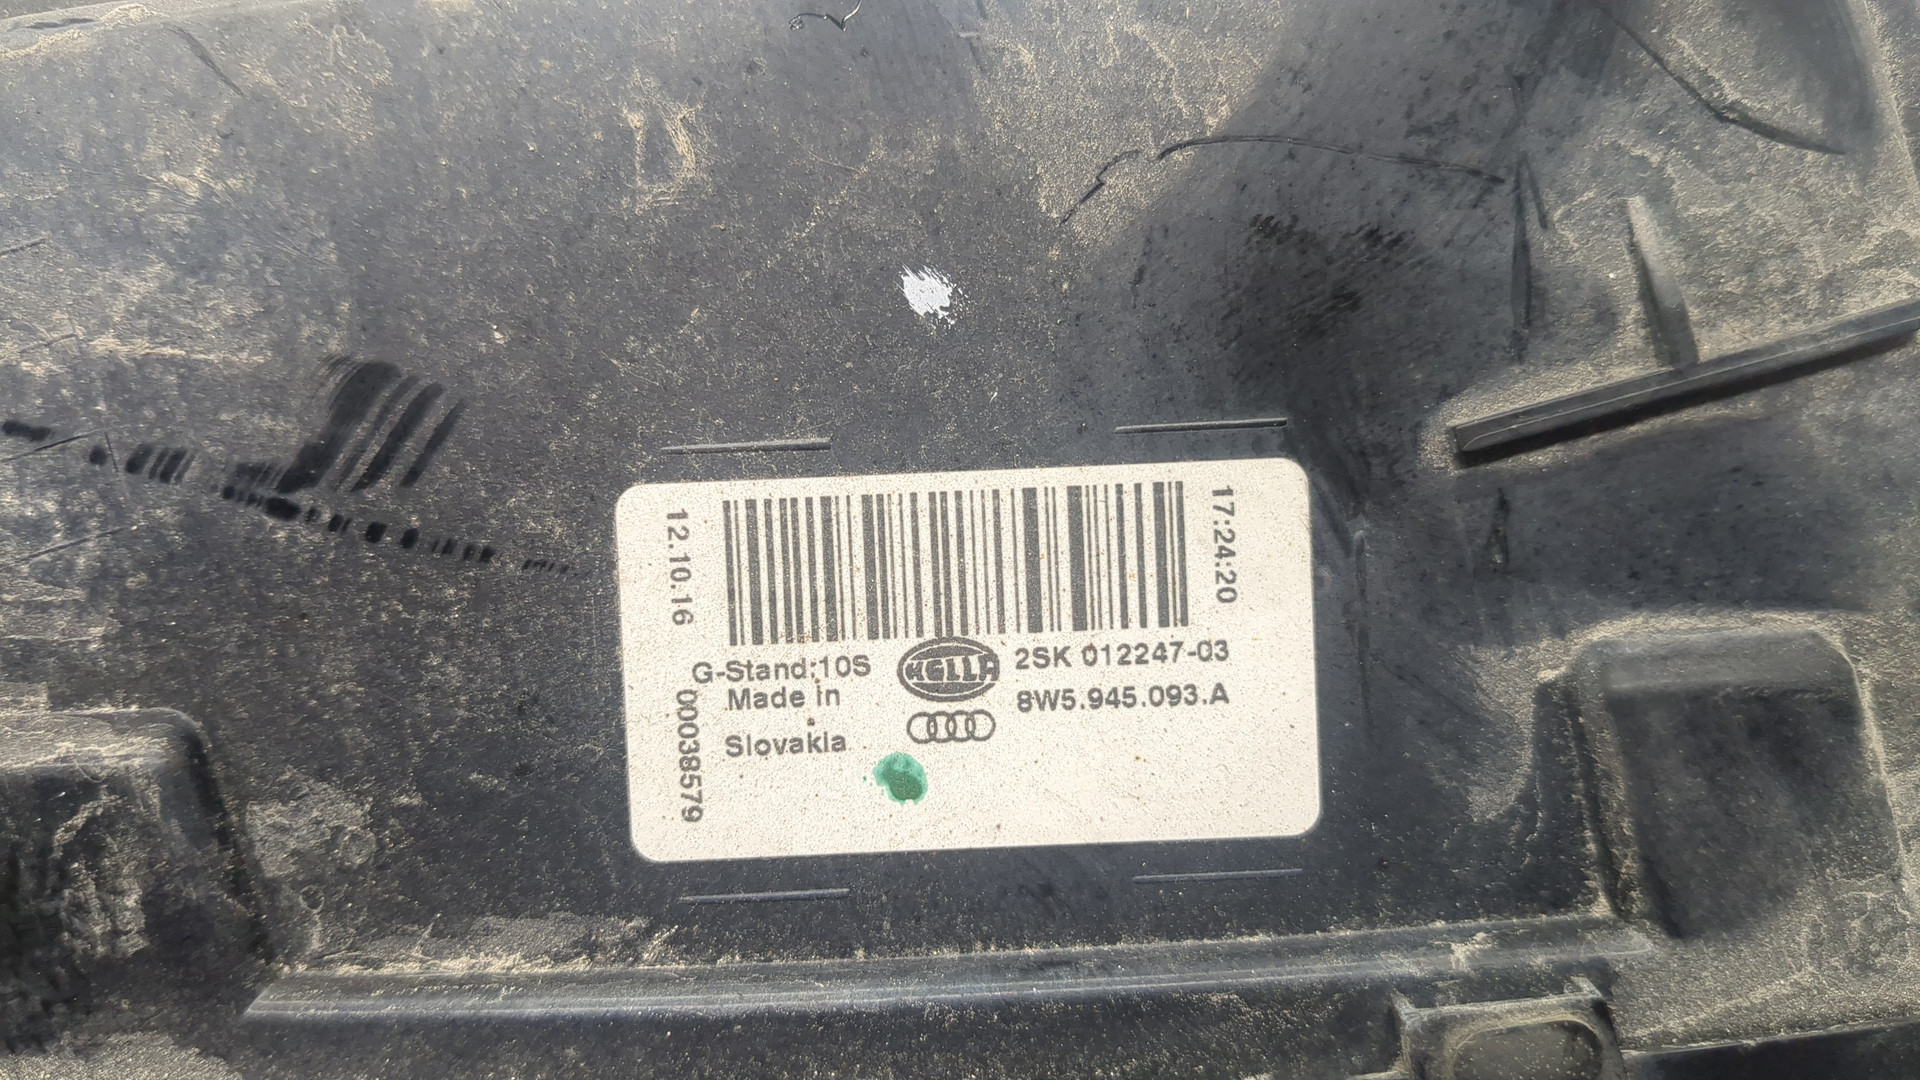 12.10.16
17:24:20
G-Stand:10S
HELLA
2SK 012247-03
Made in
8W5.945.093.A
Slovakia
00038579